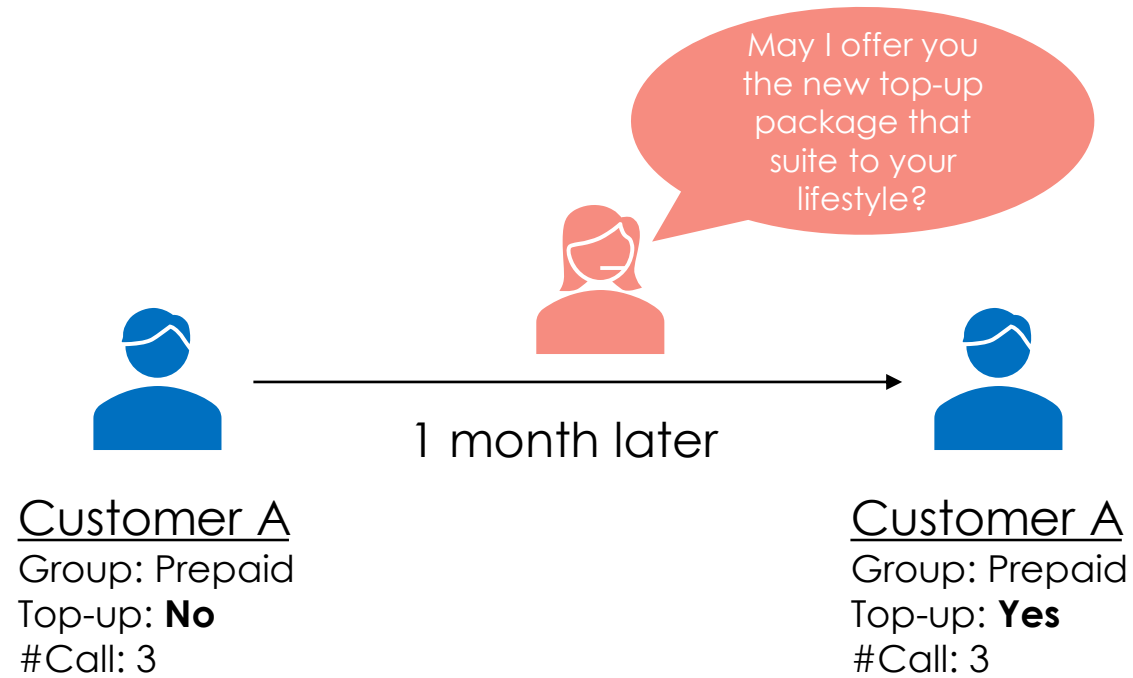 May I offer you
the new top-up
package that
suite to your
lifestyle?
1 month later
Customer A
Group: Prepaid
Top-up: No
#Call: 3
Customer A
Group: Prepaid
Top-up: Yes
#Call: 3